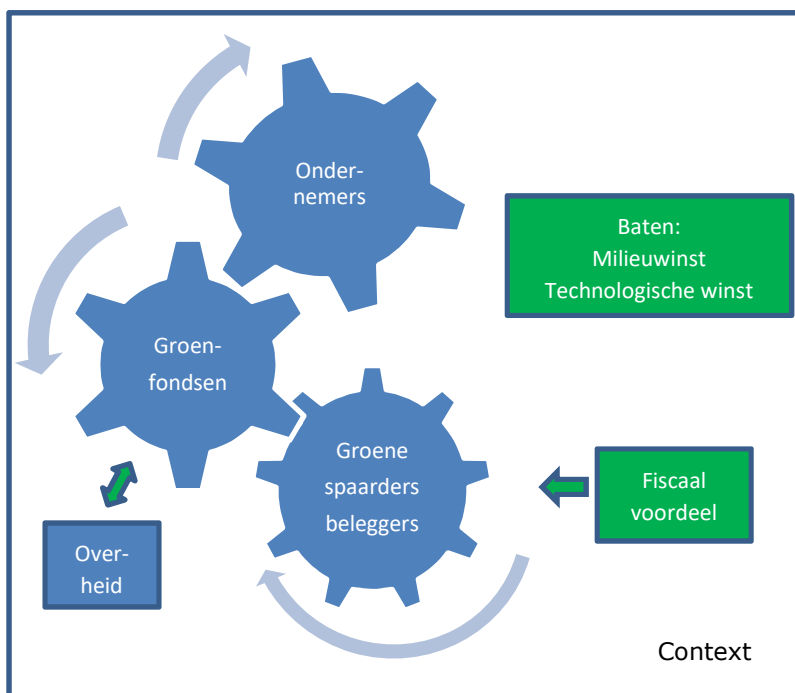 Onder-
nemers
Baten:
Milieuwinst
Technologische winst
Groen-
fondsen
Groene
spaarders
beleggers
Fiscaal
voordeel
Over-
heid
Context